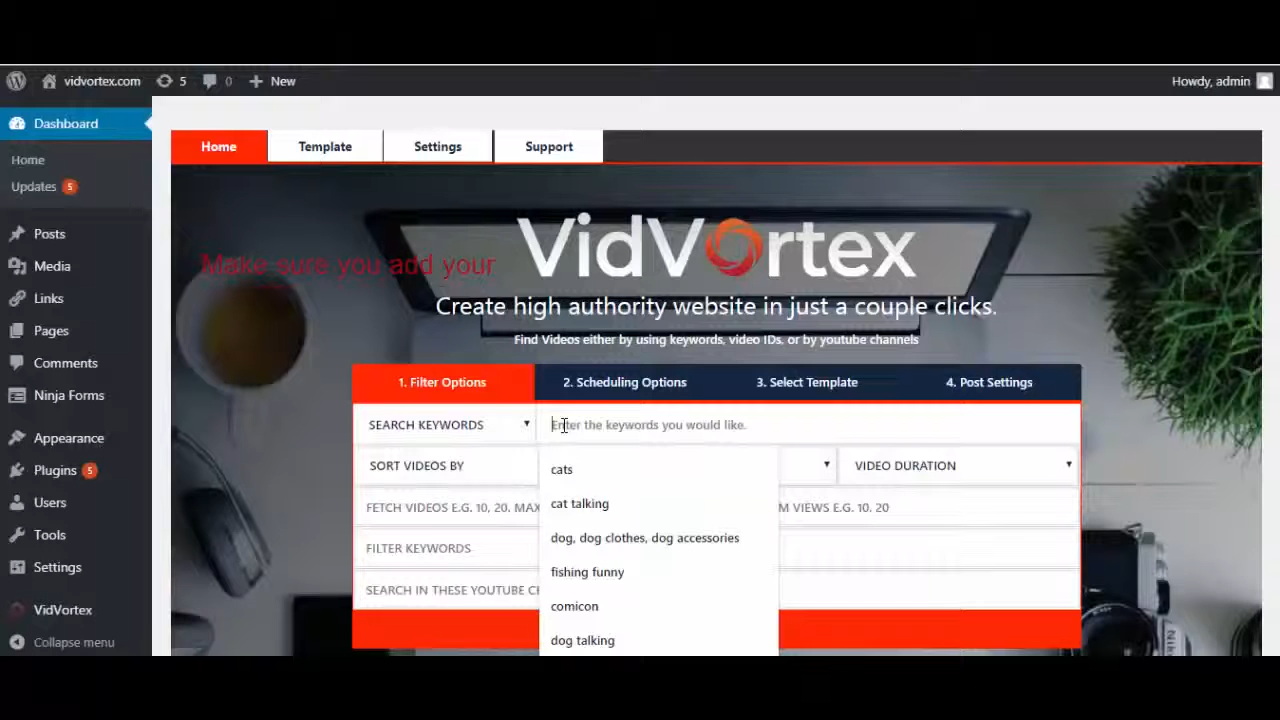 vidvortex.com 5 0 New Howdy, admin
Dashboard
Home
Updates 5
Posts
Media
Links
Pages
Comments
Ninja Forms
Appearance
Plugins 5
Users
Tools
Settings
VidVortex
Collapse menu
Home Template Settings Support
VidVortex
Make sure you add your
Create high authority website in just a couple clicks.
Find Videos either by using keywords, video IDs, or by youtube channels
1. Filter Options 2. Scheduling Options 3. Select Template 4. Post Settings
SEARCH KEYWORDS Enter the keywords you would like.
SORT VIDEOS BY VIDEO DURATION
FETCH VIDEOS E.G. 10, 20. MAX M VIEWS E.G. 10. 20
FILTER KEYWORDS
SEARCH IN THESE YOUTUBE CH
cats
cat talking
dog, dog clothes, dog accessories
fishing funny
comicon
dog talking